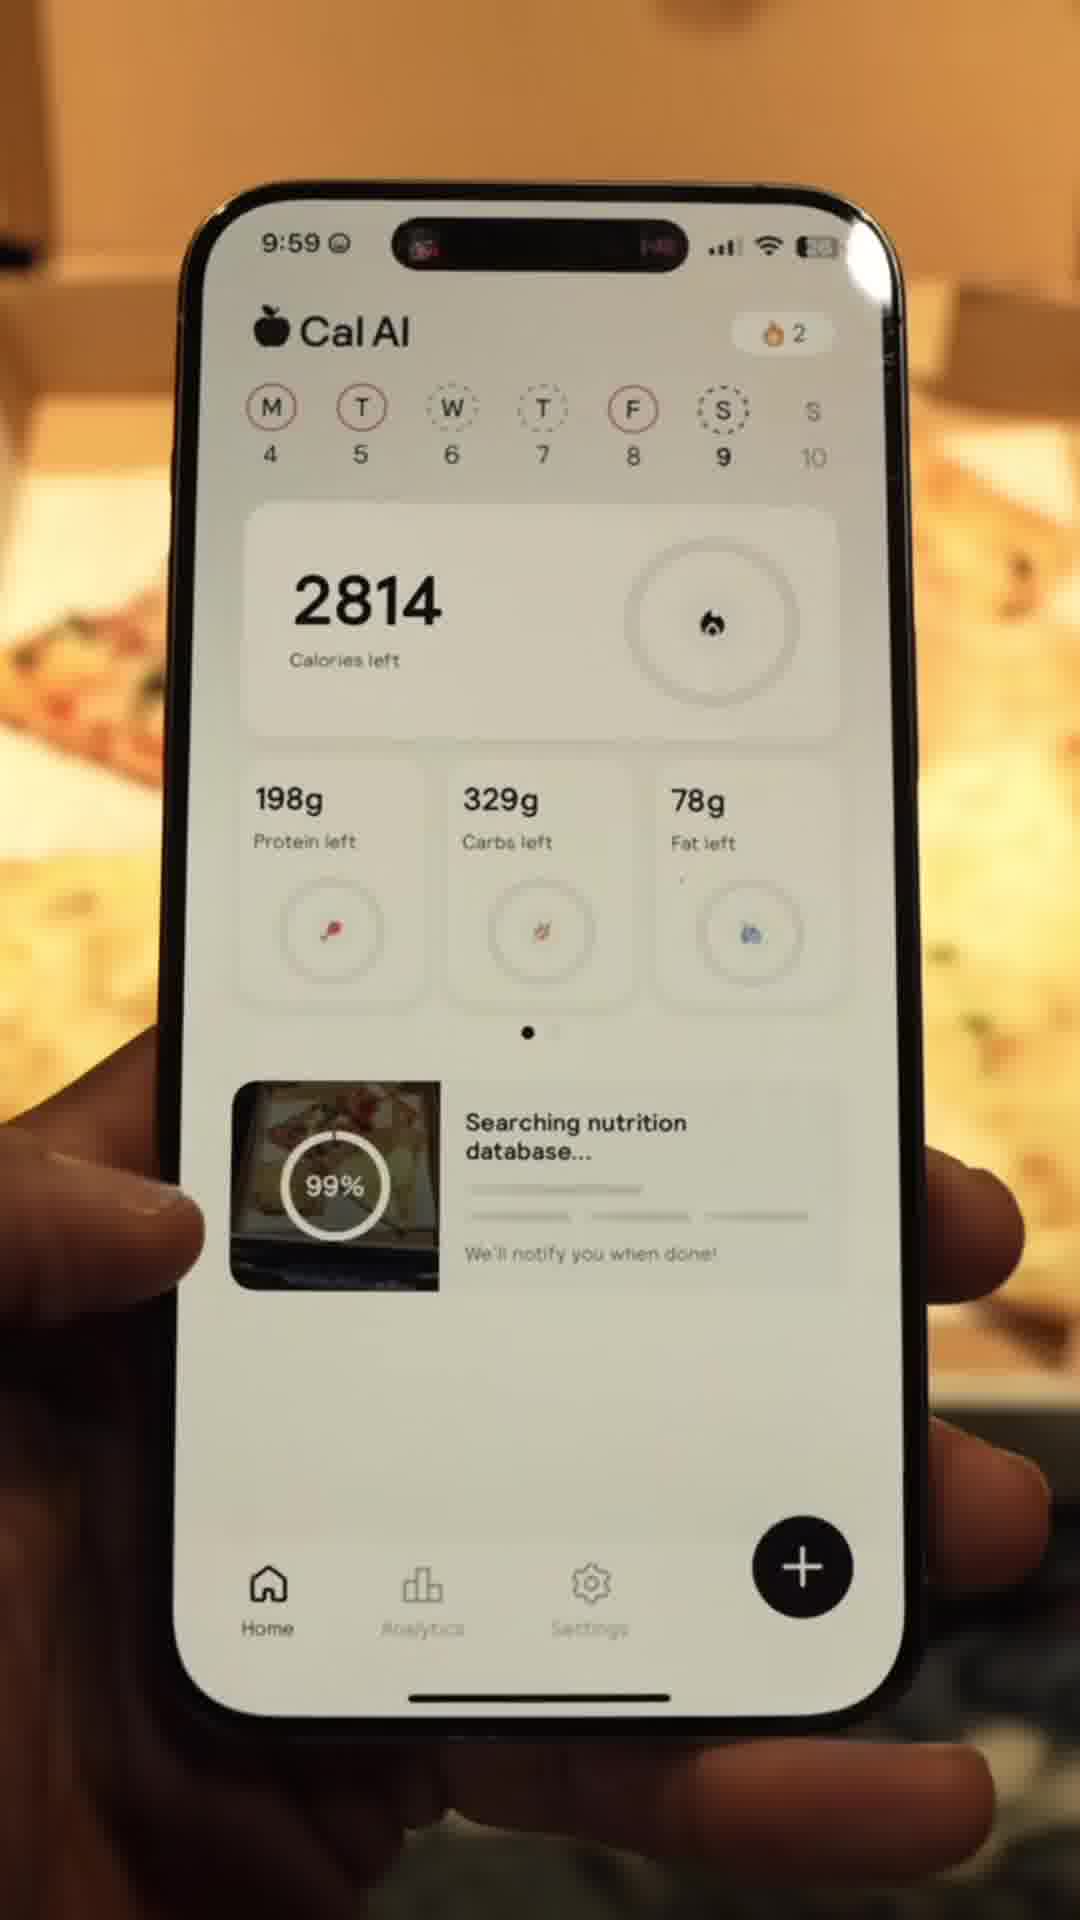 9:59
Cal AI
2
M T W T F S S
4 5 6 7 8 9 10
2814
Calories left
198g 329g 78g
Protein left Carbs left Fat left
99%
Searching nutrition
database...
We'll notify you when done!
Home Analytics Settings